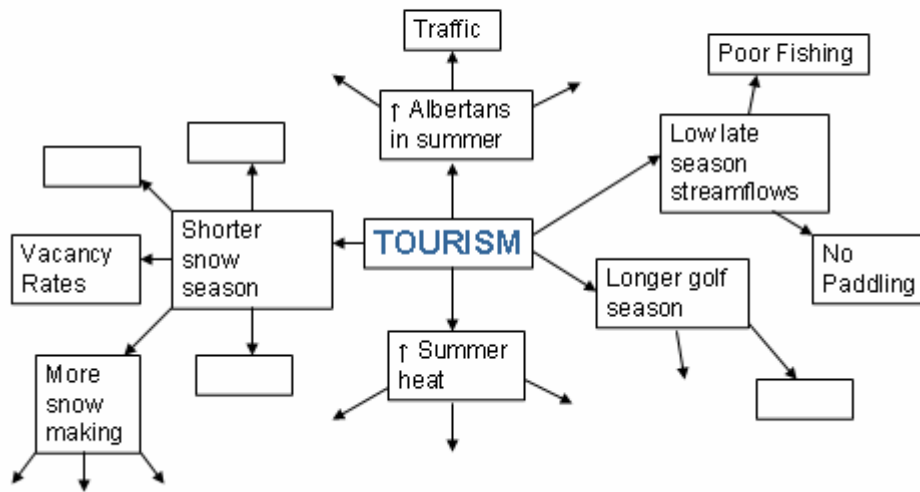 Traffic
Poor Fishing
↑ Albertans
in summer
Low late
season
streamflows
Shorter
snow
season
TOURISM
Vacancy
Rates
No
Paddling
Longer golf
season
↑ Summer
heat
More
snow
making